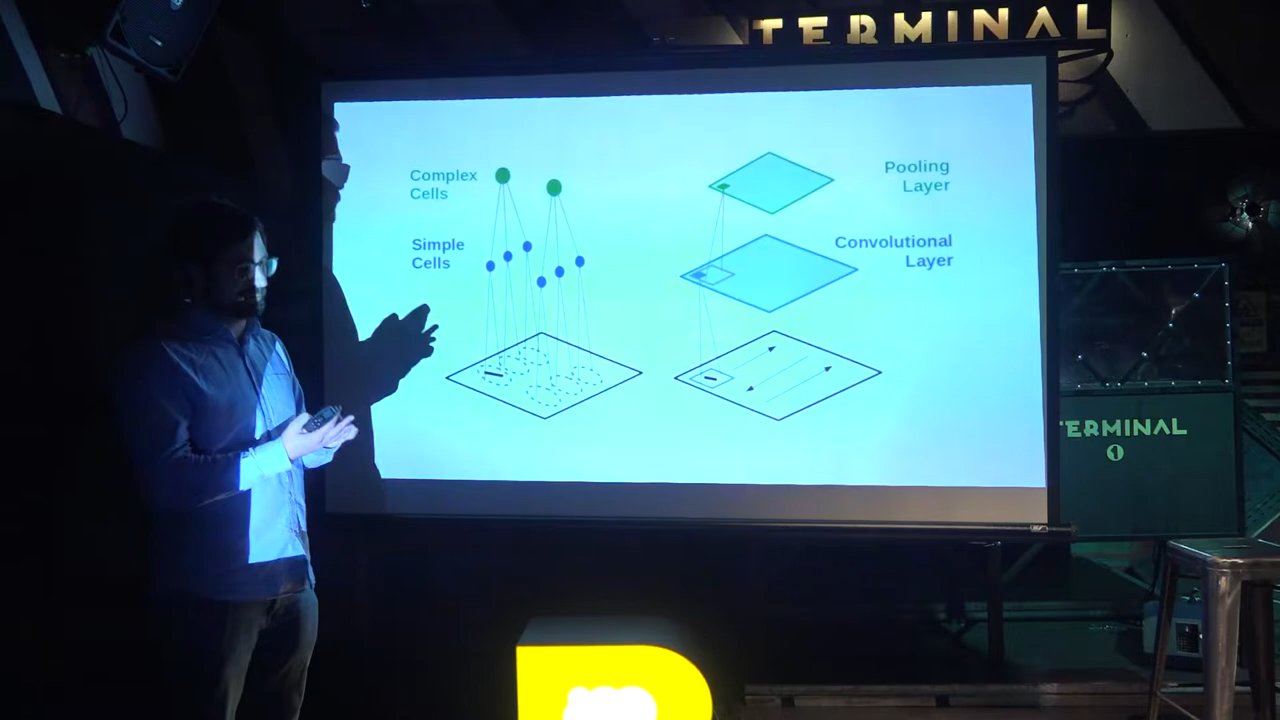 TERMINAL
Complex
Cells
Simple
Cells
Pooling
Layer
Convolutional
Layer
TERMINAL
1